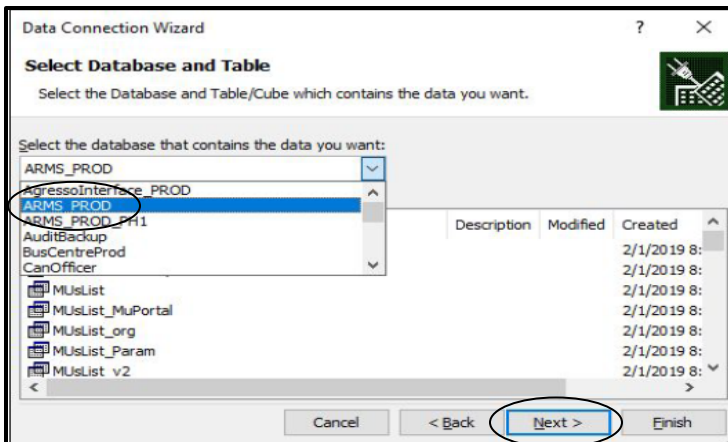 Data Connection Wizard ?
Select Database and Table
Select the Database and Table/Cube which contains the data you want.
Select the database that contains the data you want:
ARMS_PROD
AgressoInterface_PROD
ARMS_PROD
ARMS_PROD_PH1
AuditBackup
BusCentreProd
CanOfficer
Description Modified Created
2/1/2019 8:
2/1/2019 8:
MUsList 2/1/2019 8:
MUsList_MuPortal 2/1/2019 8:
MUsList_org 2/1/2019 8:
MUsList_Param 2/1/2019 8:
MUsList_v2 2/1/2019 8:
Cancel < Back Next > Finish